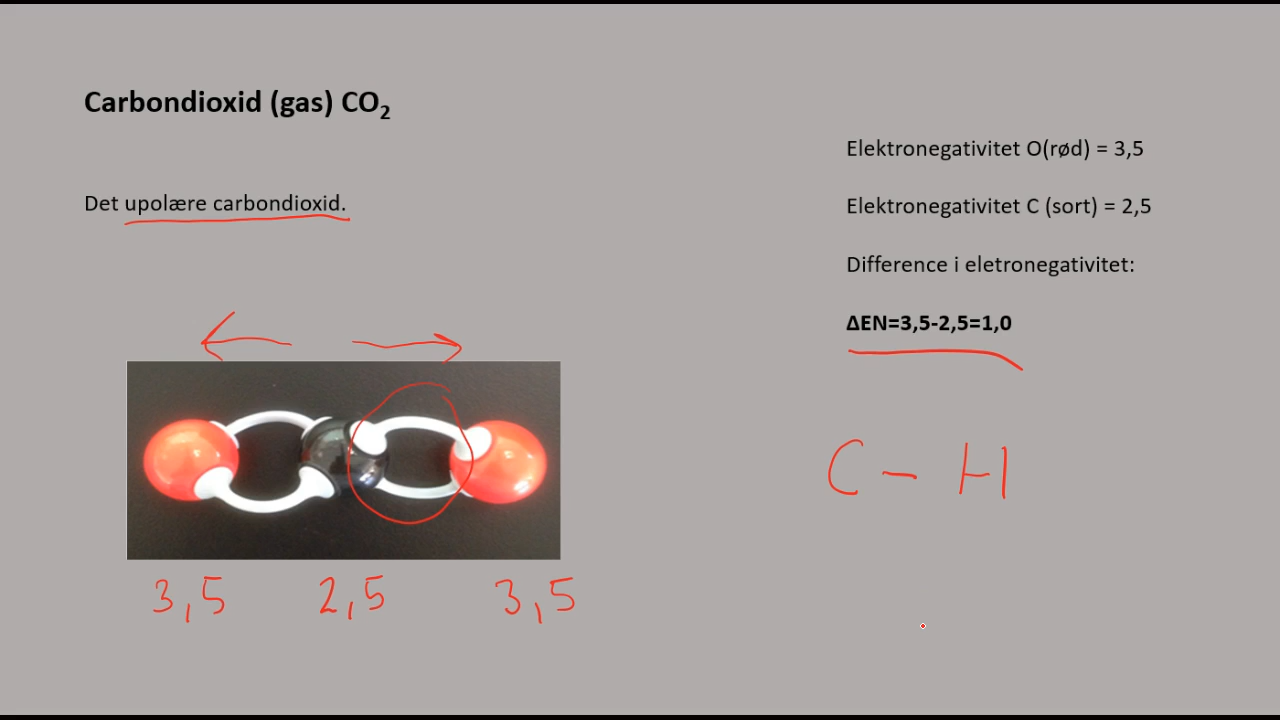 Carbondioxid (gas) CO₂
Det upolære carbondioxid.
Elektronegativitet O(rød) = 3,5
Elektronegativitet C (sort) = 2,5
Difference i eletronegativitet:
ΔEN=3,5-2,5=1,0
C – H
3,5 2,5 3,5